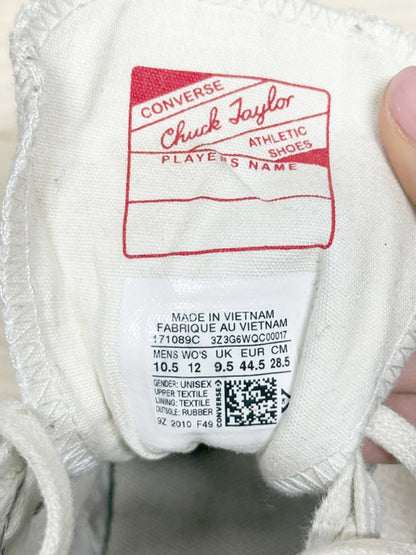 CONVERSE
Chuck Taylor
ATHLETIC
SHOES
PLAYER'S NAME
MADE IN VIETNAM
FABRIQUE AU VIETNAM
171089C 3Z3G6WQC00017
MENS WO'S UK EUR CM
10.5 12 9.5 44.5 28.5
GENDER: UNISEX
UPPER:TEXTILE
LINING: TEXTILE
OUTSOLE: RUBBER
9Z 2010 F49
CONVERSE